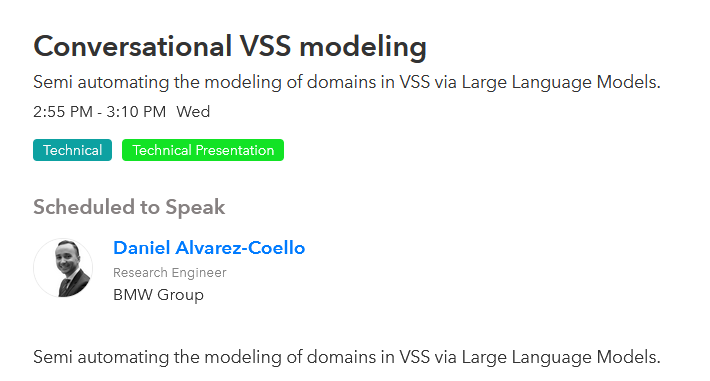 Conversational VSS modeling
Semi automating the modeling of domains in VSS via Large Language Models.
2:55 PM - 3:10 PM Wed
Technical Technical Presentation
Scheduled to Speak
Daniel Alvarez-Coello
Research Engineer
BMW Group
Semi automating the modeling of domains in VSS via Large Language Models.